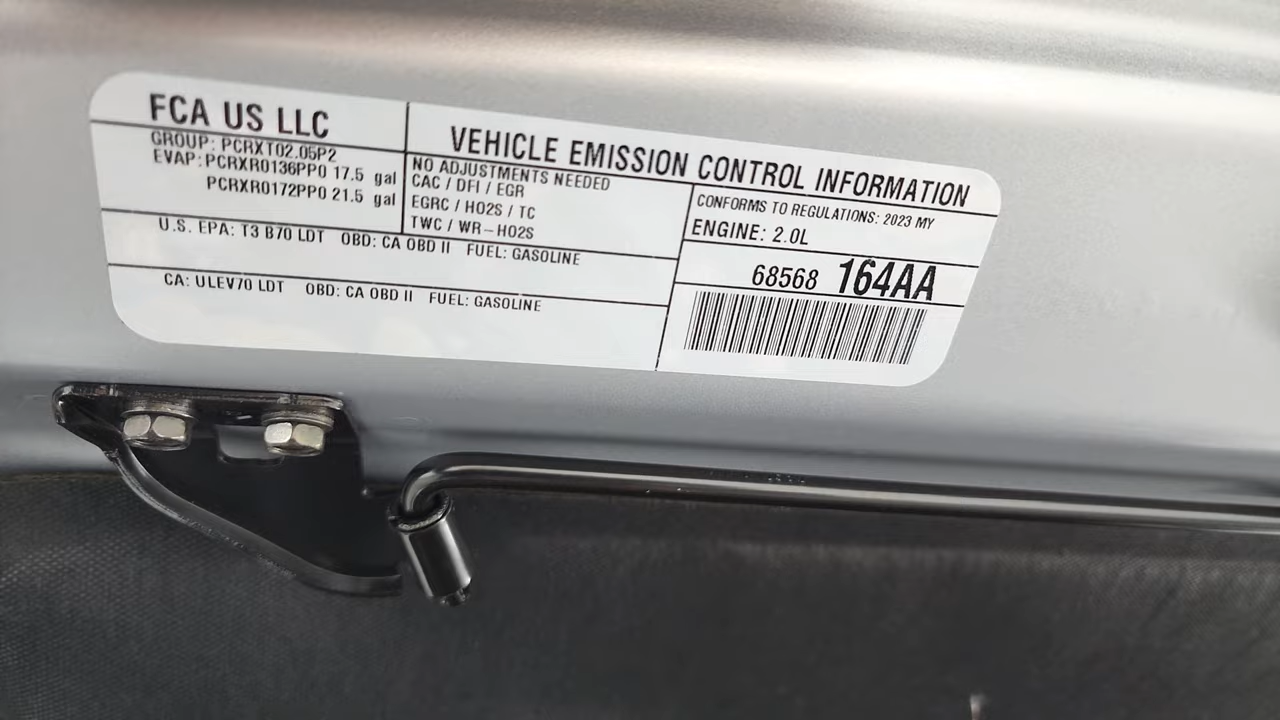 FCA US LLC
GROUP: PCRXT02.05P2
EVAP: PCRXR0136PP0 17.5 gal
PCRXR0172PP0 21.5 gal
VEHICLE EMISSION CONTROL INFORMATION
NO ADJUSTMENTS NEEDED
CAC / DFI / EGR
EGRC / HO2S / TC
TWC / WR-HO2S
CONFORMS TO REGULATIONS: 2023 MY
ENGINE: 2.0L
U.S. EPA: T3 B70 LDT OBD: CA OBD II FUEL: GASOLINE
CA: ULEV70 LDT OBD: CA OBD II FUEL: GASOLINE
68568 164AA